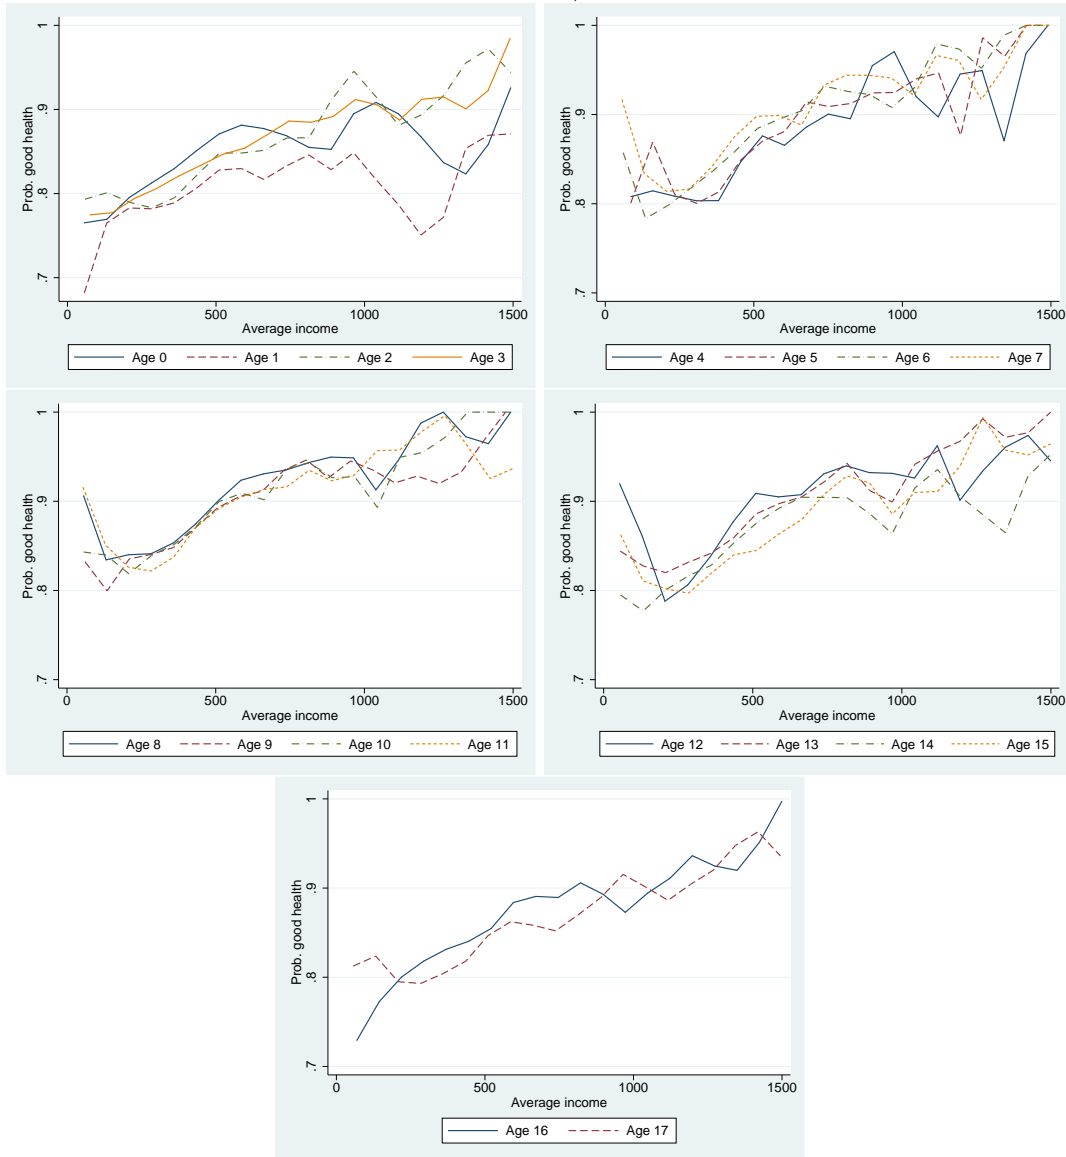 1
.9
.8
.7
Prob. good health
0 500 1000 1500
Average income
Age 0 Age 1 Age 2 Age 3
1
.9
.8
.7
Prob. good health
0 500 1000 1500
Average income
Age 4 Age 5 Age 6 Age 7
1
.9
.8
.7
Prob. good health
0 500 1000 1500
Average income
Age 8 Age 9 Age 10 Age 11
1
.9
.8
.7
Prob. good health
0 500 1000 1500
Average income
Age 12 Age 13 Age 14 Age 15
1
.9
.8
.7
Prob. good health
0 500 1000 1500
Average income
Age 16 Age 17